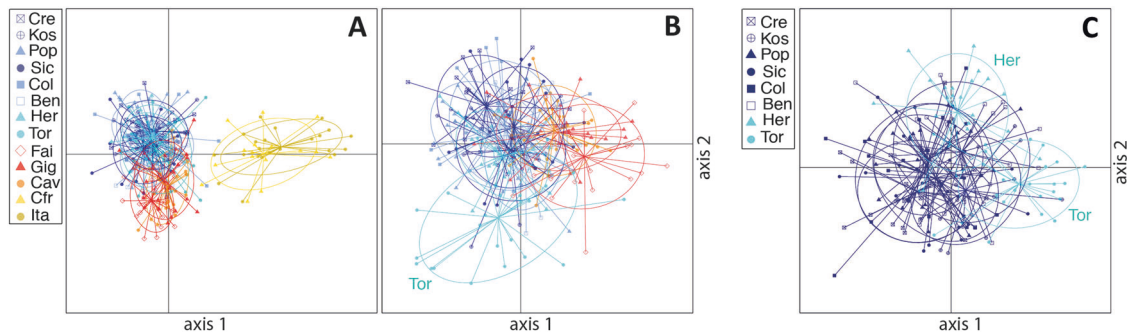 Cre
Kos
Pop
Sic
Col
Ben
Her
Tor
Fai
Gig
Cav
Cfr
Ita
A
axis 1
B
Tor
axis 1
axis 2
Cre
Kos
Pop
Sic
Col
Ben
Her
Tor
C
Her
Tor
axis 1
axis 2